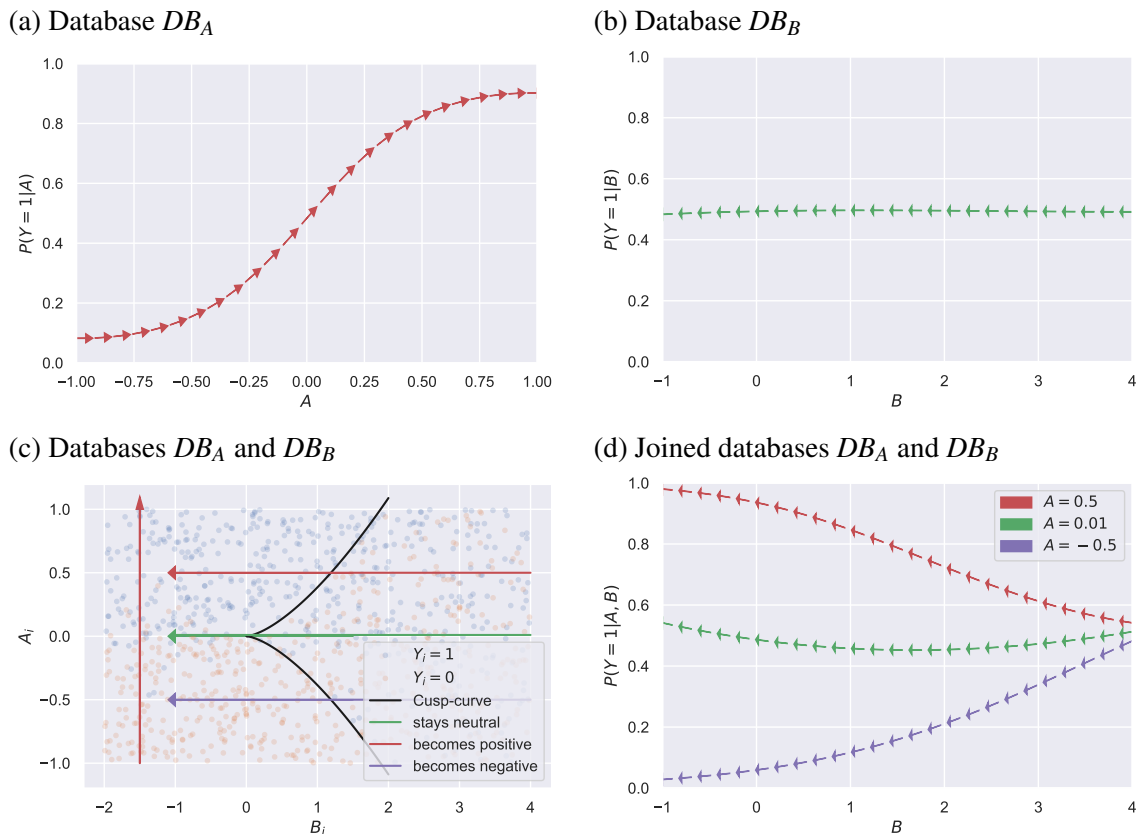 (a) Database DB_A
1.0
0.8
0.6
0.4
0.2
0.0
P(Y = 1|A)
−1.00 −0.75 −0.50 −0.25 0.00 0.25 0.50 0.75 1.00
A
(b) Database DB_B
1.0
0.8
0.6
0.4
0.2
0.0
P(Y = 1|B)
−1 0 1 2 3 4
B
(c) Databases DB_A and DB_B
1.0
0.5
0.0
−0.5
−1.0
A_i
Y_i = 1
Y_i = 0
Cusp-curve
stays neutral
becomes positive
becomes negative
−2 −1 0 1 2 3 4
B_i
(d) Joined databases DB_A and DB_B
1.0
0.8
0.6
0.4
0.2
0.0
P(Y = 1|A, B)
A = 0.5
A = 0.01
A = − 0.5
−1 0 1 2 3 4
B